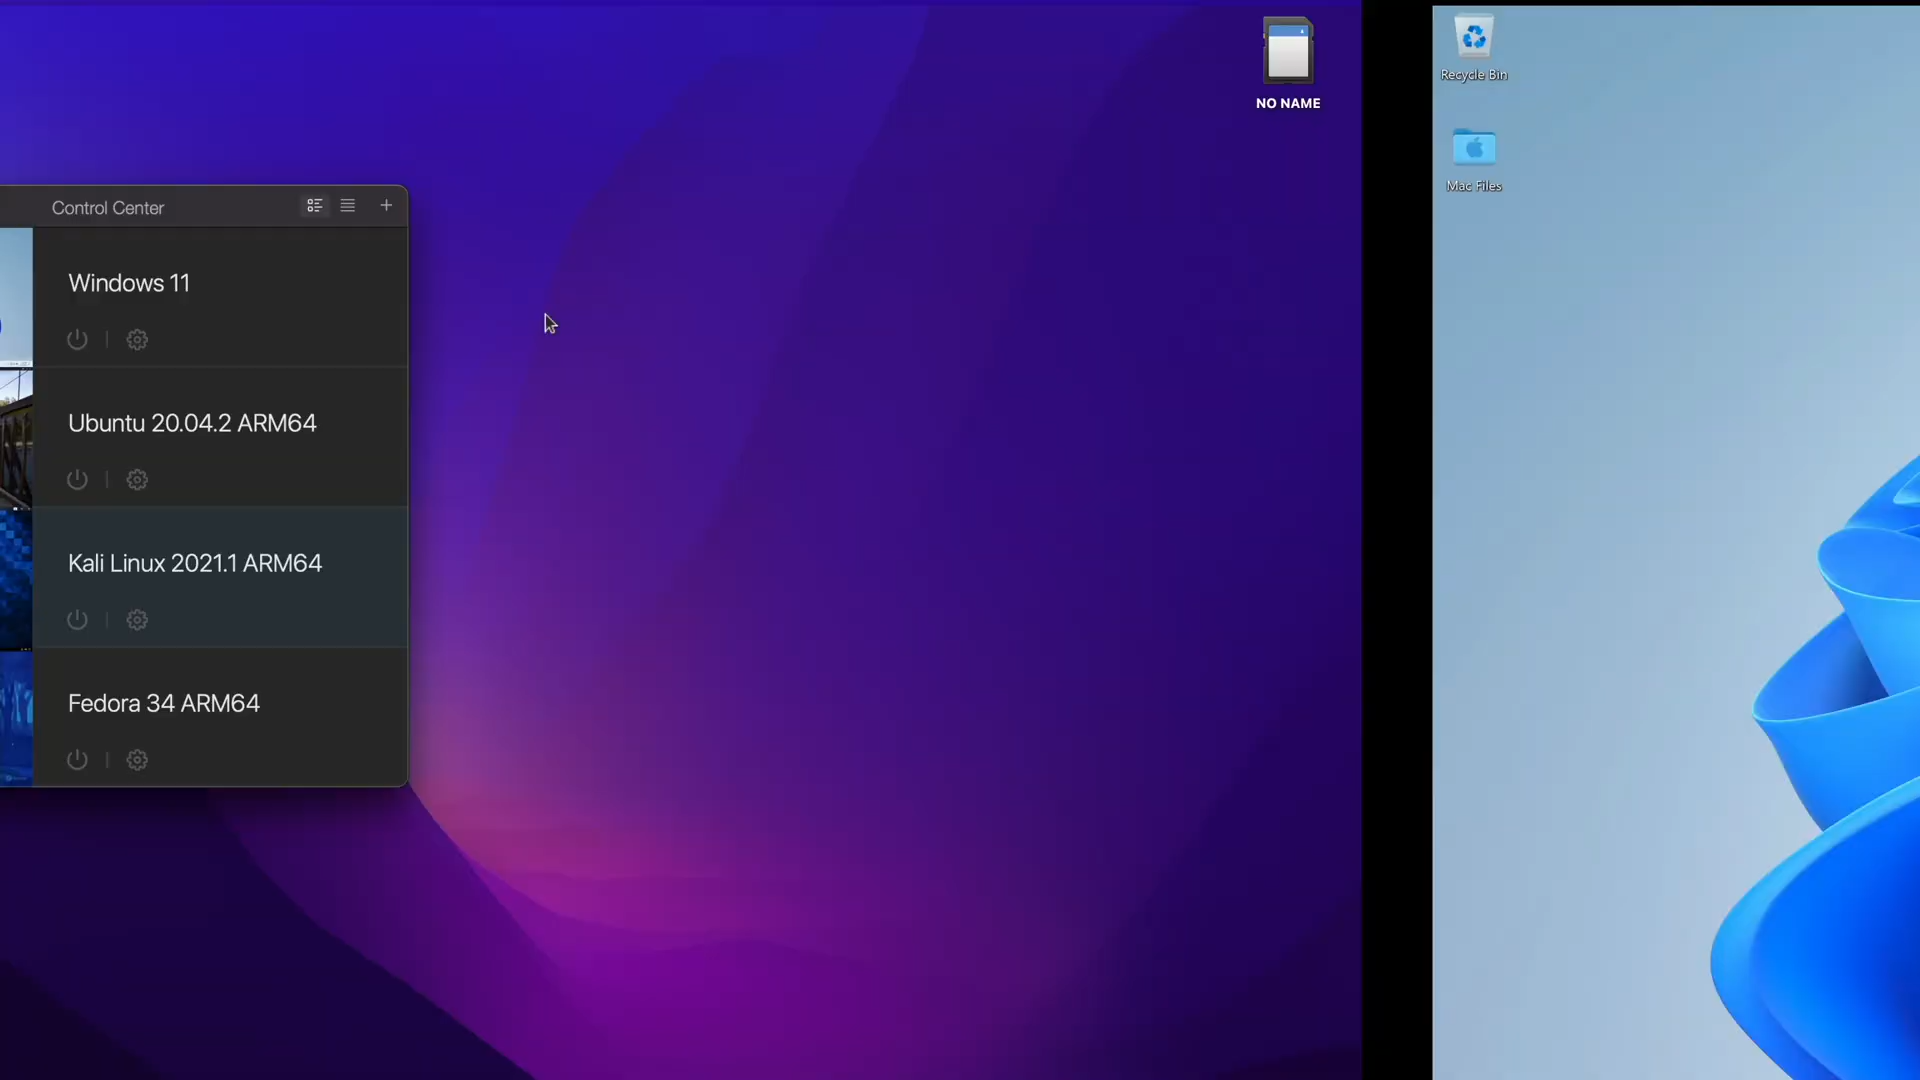 NO NAME
Recycle Bin
Mac Files
Control Center
Windows 11
Ubuntu 20.04.2 ARM64
Kali Linux 2021.1 ARM64
Fedora 34 ARM64